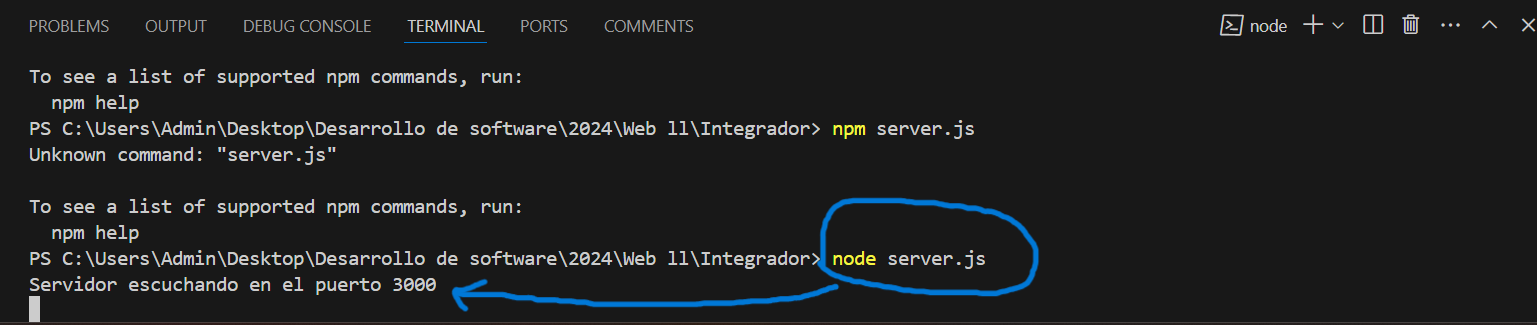 PROBLEMS OUTPUT DEBUG CONSOLE TERMINAL PORTS COMMENTS node
To see a list of supported npm commands, run:
  npm help
PS C:\Users\Admin\Desktop\Desarrollo de software\2024\Web ll\Integrador> npm server.js
Unknown command: "server.js"
To see a list of supported npm commands, run:
  npm help
PS C:\Users\Admin\Desktop\Desarrollo de software\2024\Web ll\Integrador> node server.js
Servidor escuchando en el puerto 3000